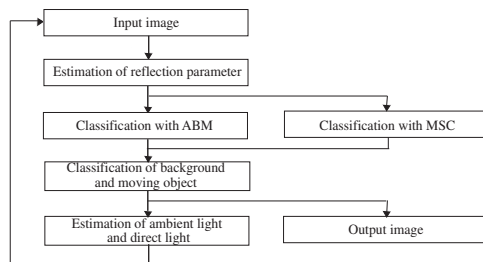 Input image
Estimation of reflection parameter
Classification with ABM
Classification with MSC
Classification of background
and moving object
Estimation of ambient light
and direct light
Output image